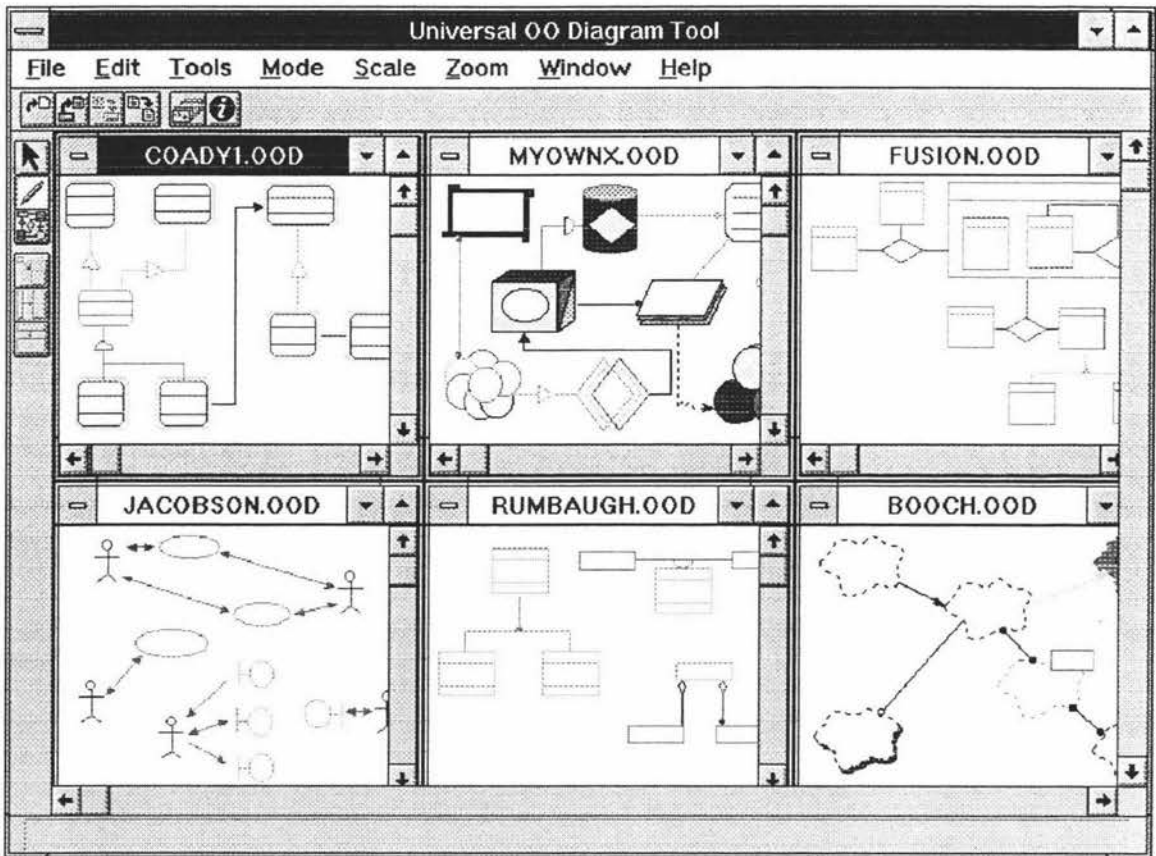 Universal OO Diagram Tool
File Edit Tools Mode Scale Zoom Window Help
COADY1.OOD MYOWNX.OOD FUSION.OOD
JACOBSON.OOD RUMBAUGH.OOD BOOCH.OOD